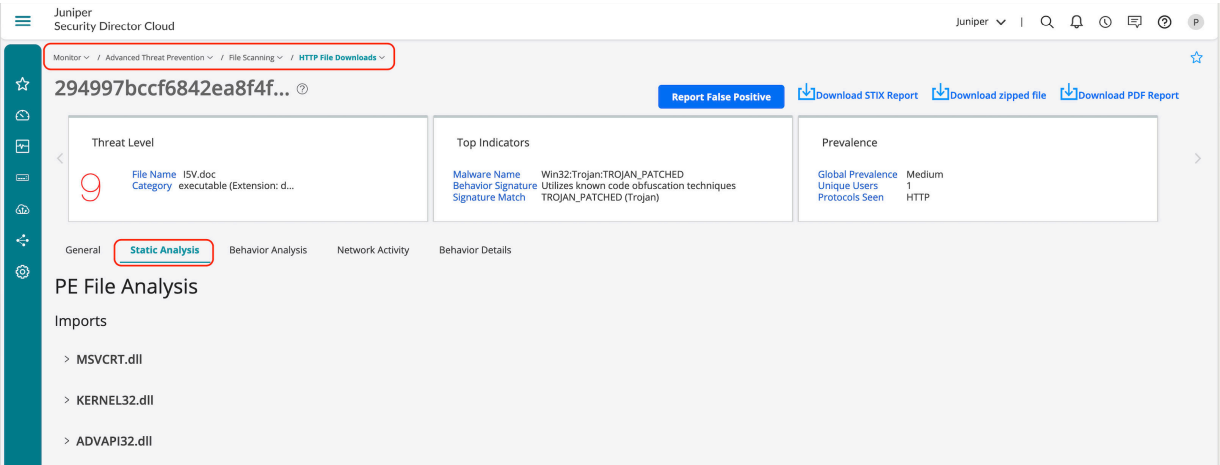 Juniper
Security Director Cloud
Juniper
P
Monitor / Advanced Threat Prevention / File Scanning / HTTP File Downloads
294997bccf6842ea8f4f... ?
Report False Positive
Download STIX Report
Download zipped file
Download PDF Report
Threat Level
9
File Name I5V.doc
Category executable (Extension: d...
Top Indicators
Malware Name Win32:Trojan:TROJAN_PATCHED
Behavior Signature Utilizes known code obfuscation techniques
Signature Match TROJAN_PATCHED (Trojan)
Prevalence
Global Prevalence Medium
Unique Users 1
Protocols Seen HTTP
General Static Analysis Behavior Analysis Network Activity Behavior Details
PE File Analysis
Imports
> MSVCRT.dll
> KERNEL32.dll
> ADVAPI32.dll